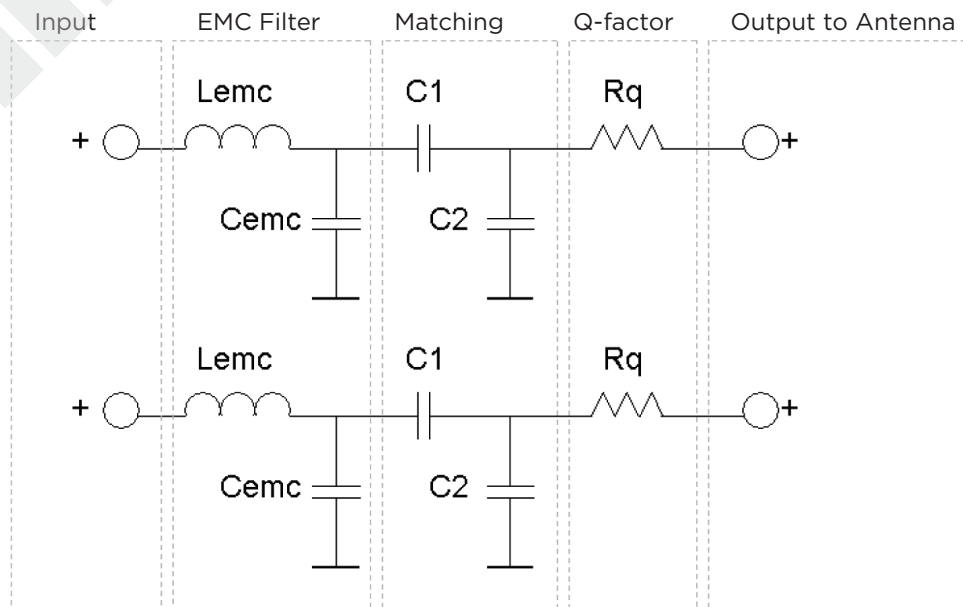 Input EMC Filter Matching Q-factor Output to Antenna
Lemc C1 Rq
+ +
Cemc C2
Lemc C1 Rq
+ +
Cemc C2